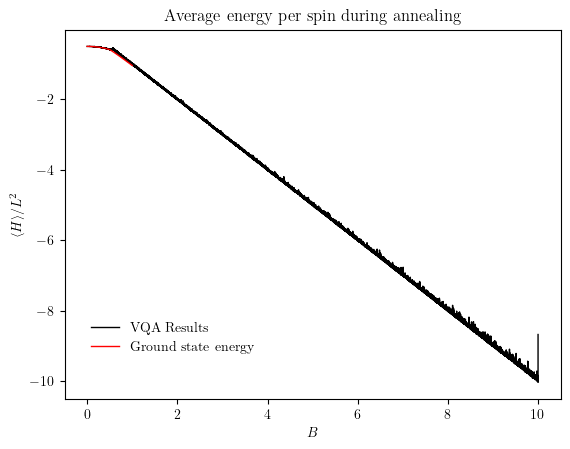 Average energy per spin during annealing
−2
−4
−6
−8
−10
⟨H⟩/L²
VQA Results
Ground state energy
0 2 4 6 8 10
B